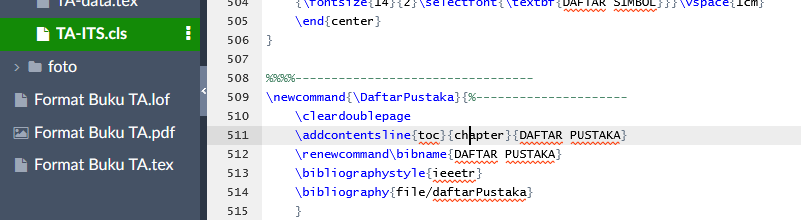 TA-data.tex
TA-ITS.cls
foto
Format Buku TA.lof
Format Buku TA.pdf
Format Buku TA.tex
504 {\fontsize{14}{2}\selectfont{\textbf{DAFTAR SIMBOL}}}\vspace{1cm}
505 \end{center}
506 }
507
508 %%%%---------------------------------
509 \newcommand{\DaftarPustaka}{%---------------------
510 \cleardoublepage
511 \addcontentsline{toc}{chapter}{DAFTAR PUSTAKA}
512 \renewcommand\bibname{DAFTAR PUSTAKA}
513 \bibliographystyle{ieeetr}
514 \bibliography{file/daftarPustaka}
515 }